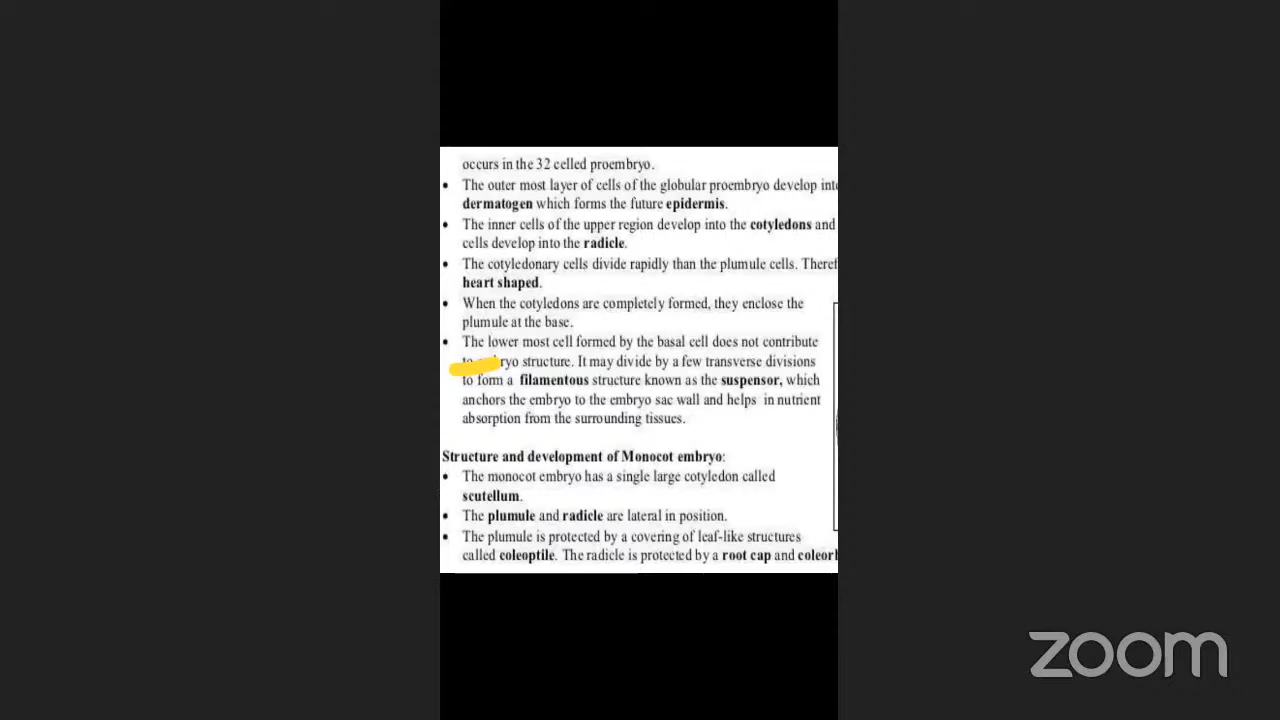 occurs in the 32 celled proembryo.
• The outer most layer of cells of the globular proembryo develop into
dermatogen which forms the future epidermis.
• The inner cells of the upper region develop into the cotyledons and
cells develop into the radicle.
• The cotyledonary cells divide rapidly than the plumule cells. Theref
heart shaped.
• When the cotyledons are completely formed, they enclose the
plumule at the base.
• The lower most cell formed by the basal cell does not contribute
to embryo structure. It may divide by a few transverse divisions
to form a filamentous structure known as the suspensor, which
anchors the embryo to the embryo sac wall and helps in nutrient
absorption from the surrounding tissues.
Structure and development of Monocot embryo:
• The monocot embryo has a single large cotyledon called
scutellum.
• The plumule and radicle are lateral in position.
• The plumule is protected by a covering of leaf-like structures
called coleoptile. The radicle is protected by a root cap and coleorh
zoom